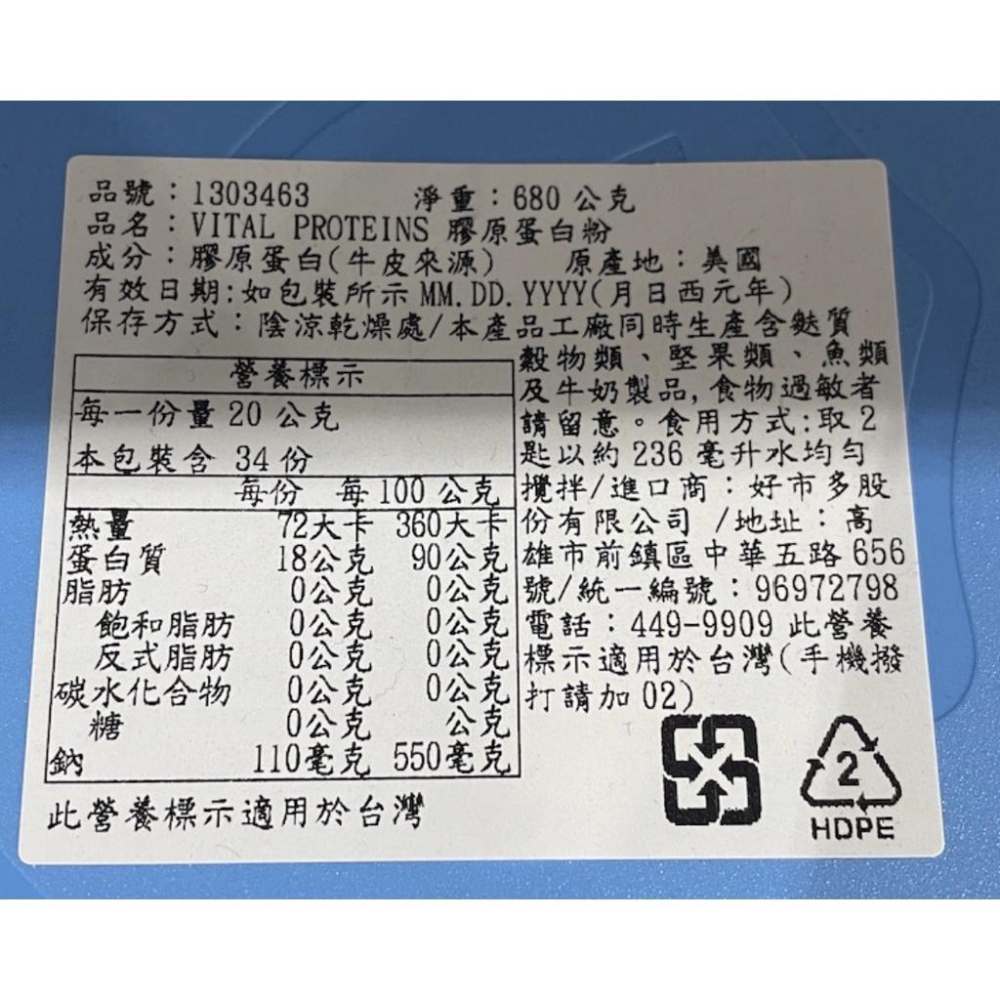 品號：1303463 淨重：680 公克
品名：VITAL PROTEINS 膠原蛋白粉
成分：膠原蛋白(牛皮來源) 原產地：美國
有效日期:如包裝所示 MM.DD.YYYY(月日西元年)
保存方式：陰涼乾燥處/本產品工廠同時生產含麩質
穀物類、堅果類、魚類
及牛奶製品,食物過敏者
請留意。食用方式:取 2
匙以約 236 毫升水均勻
攪拌/進口商：好市多股
份有限公司 /地址：高
雄市前鎮區中華五路 656
號/統一編號：96972798
電話：449-9909 此營養
標示適用於台灣(手機撥
打請加 02)
營養標示
每一份量 20 公克
本包裝含 34 份
每份 每 100 公克
熱量 72大卡 360大卡
蛋白質 18公克 90公克
脂肪 0公克 0公克
飽和脂肪 0公克 0公克
反式脂肪 0公克 0公克
碳水化合物 0公克 0公克
糖 0公克 公克
鈉 110毫克 550毫克
此營養標示適用於台灣
2
HDPE